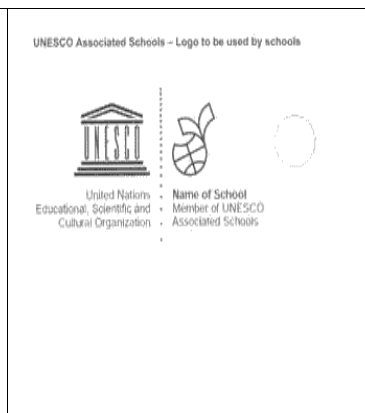 UNESCO Associated Schools – Logo to be used by schools
UNESCO
United Nations
Educational, Scientific and
Cultural Organization
Name of School
Member of UNESCO
Associated Schools